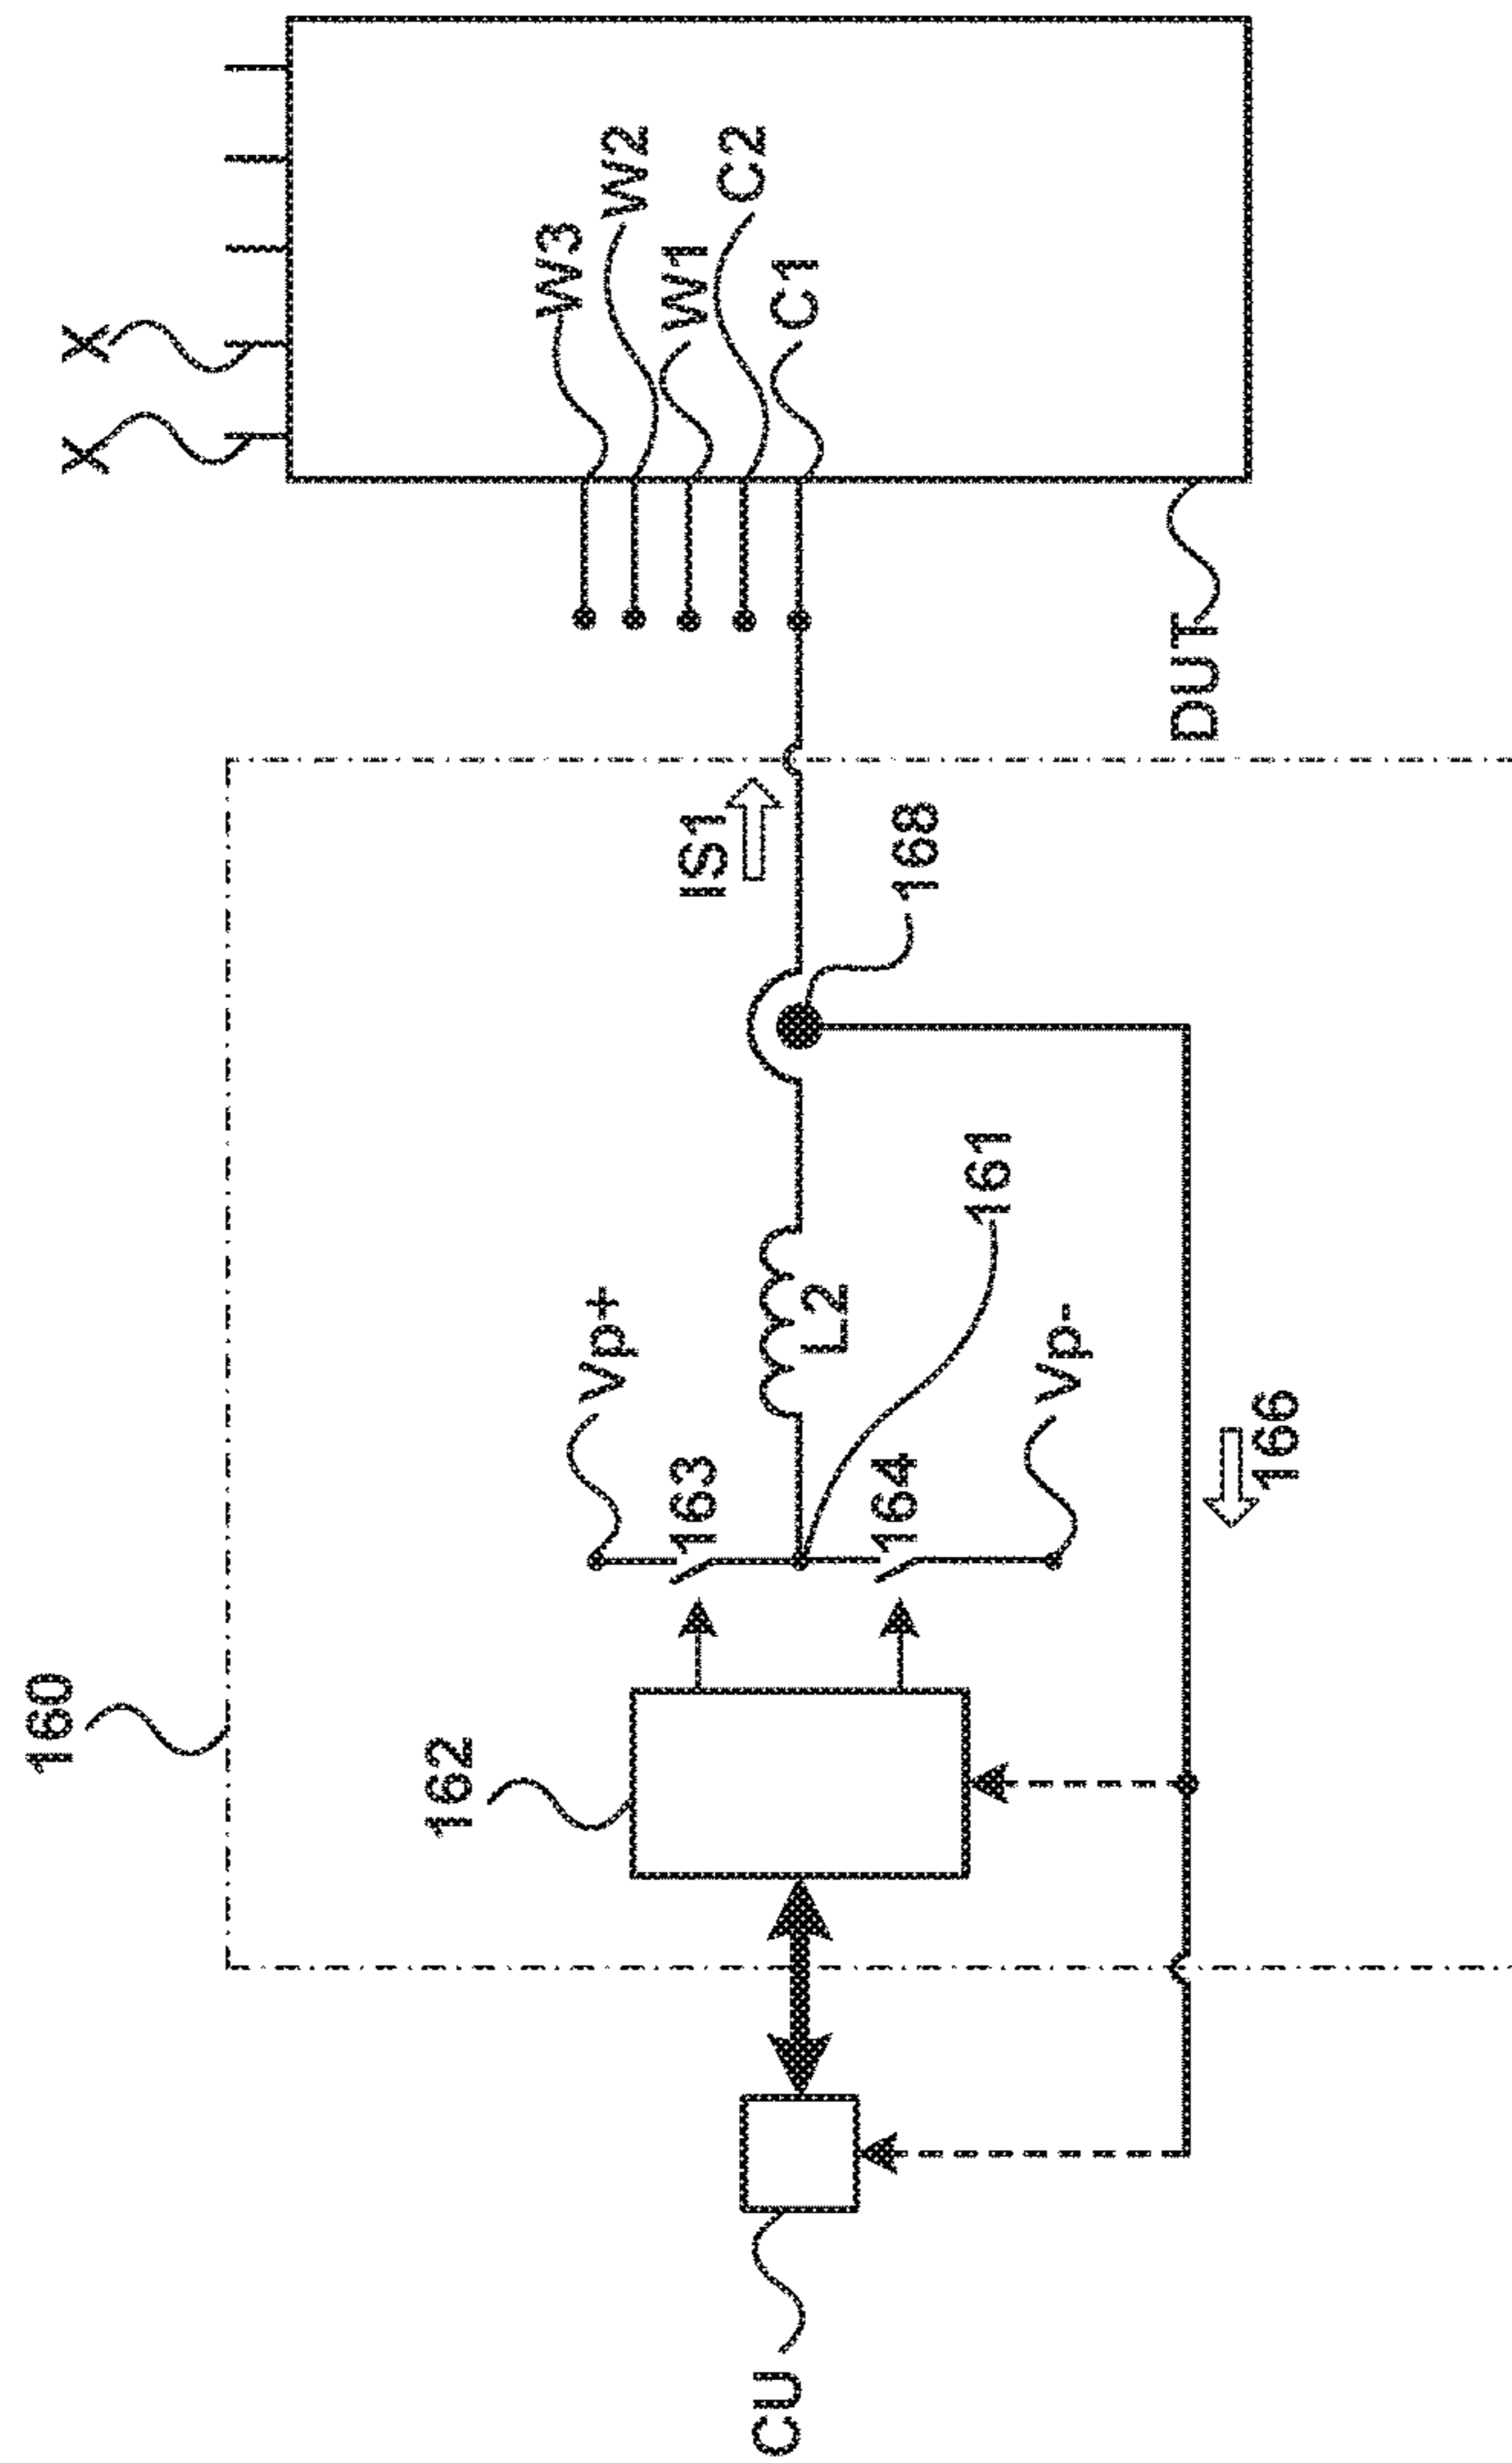 X
X
W3
W2
W1
C2
C1
DUT
160
IS1
168
Vp+
163
L2
161
164
Vp-
166
162
CU